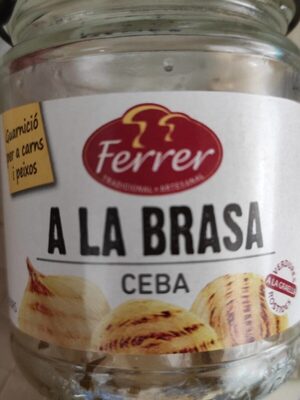 Guarnició
per a carns
i peixos
Ferrer
TRADICIONAL • ARTESANAL
A LA BRASA
CEBA
A LA GRAELLA